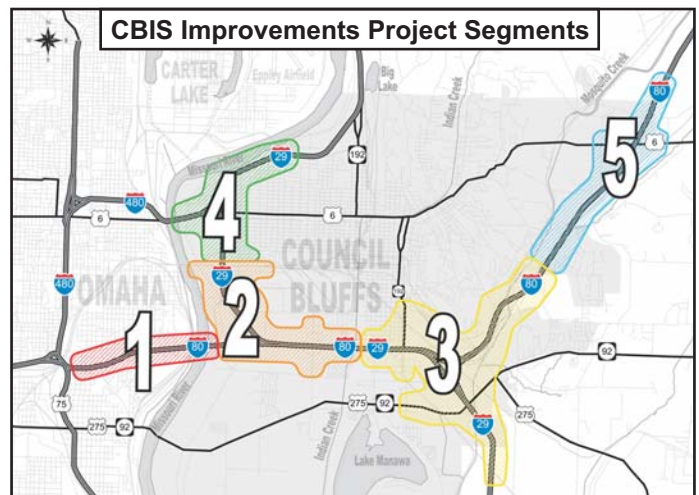 CBIS Improvements Project Segments
CARTER
LAKE
Eppley Airfield
Big
Lake
Indian Creek
Mosquito Creek
80
5
6
192
29
Missouri River
480
4
6
6
COUNCIL
BLUFFS
29
480
OMAHA
2
192
80
1
80
80
29
3
92
75
Missouri River
275
92
275
92
275
Indian Creek
29
Lake Manawa